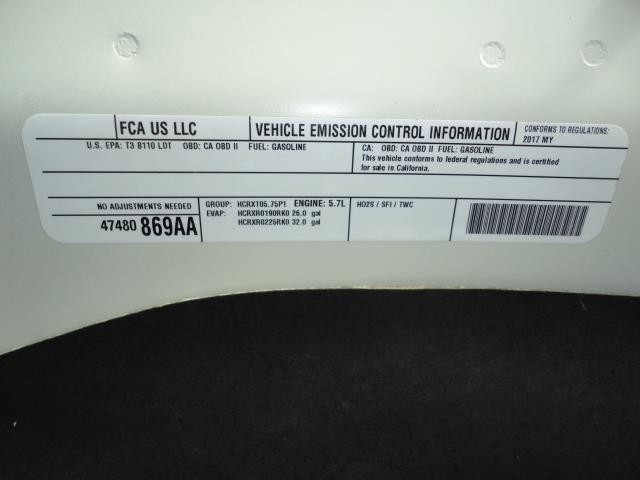 FCA US LLC
VEHICLE EMISSION CONTROL INFORMATION
CONFORMS TO REGULATIONS:
2017 MY
U.S. EPA: T3 B110 LDT OBD: CA OBD II FUEL: GASOLINE
CA: OBD: CA OBD II FUEL: GASOLINE
This vehicle conforms to federal regulations and is certified
for sale in California.
NO ADJUSTMENTS NEEDED
47480 869AA
GROUP: HCRXT05.75P1 ENGINE: 5.7L
EVAP: HCRXR0190RK0 26.0 gal
HCRXR0225RK0 32.0 gal
HO2S / SFI / TWC